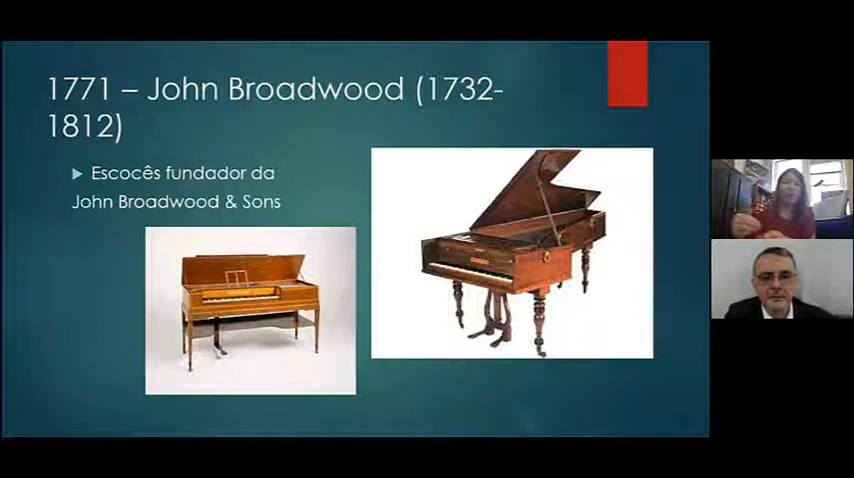 1771 – John Broadwood (1732-
1812)
Escocês fundador da
John Broadwood & Sons